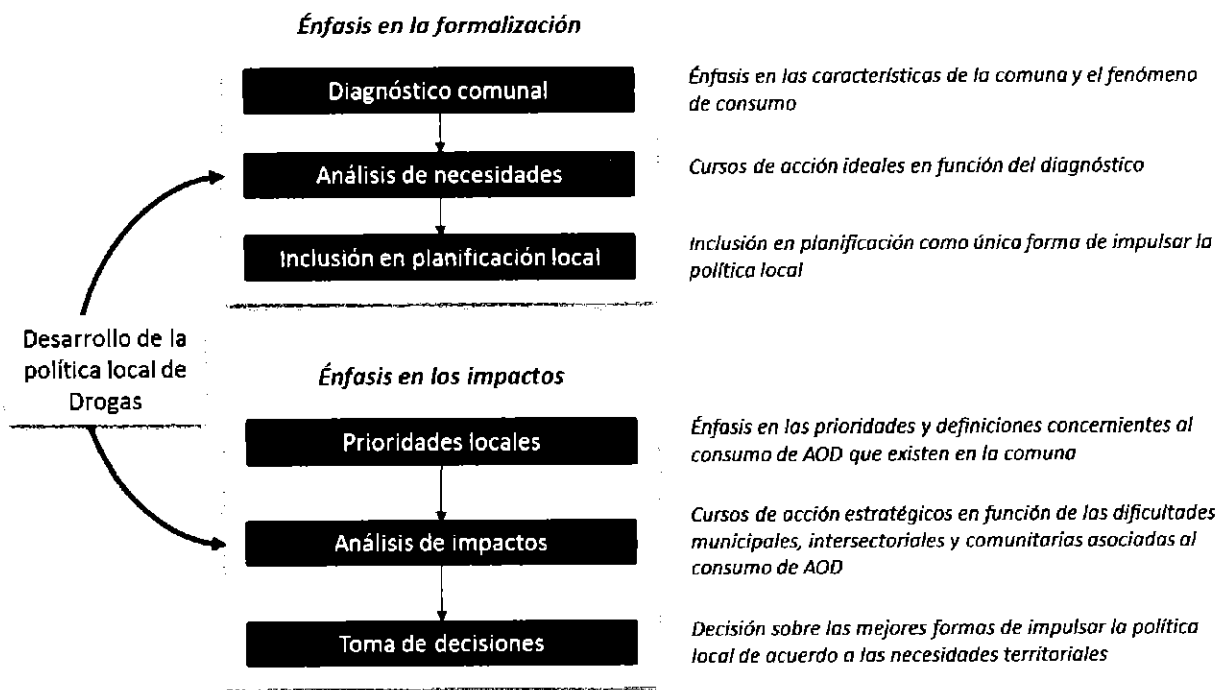 Énfasis en la formalización
Diagnóstico comunal
Énfasis en las características de la comuna y el fenómeno
de consumo
Análisis de necesidades
Cursos de acción ideales en función del diagnóstico
Inclusión en planificación local
Inclusión en planificación como única forma de impulsar la
política local
Desarrollo de la
política local de
Drogas
Énfasis en los impactos
Prioridades locales
Énfasis en las prioridades y definiciones concernientes al
consumo de AOD que existen en la comuna
Análisis de impactos
Cursos de acción estratégicos en función de las dificultades
municipales, intersectoriales y comunitarias asociadas al
consumo de AOD
Toma de decisiones
Decisión sobre las mejores formas de impulsar la política
local de acuerdo a las necesidades territoriales